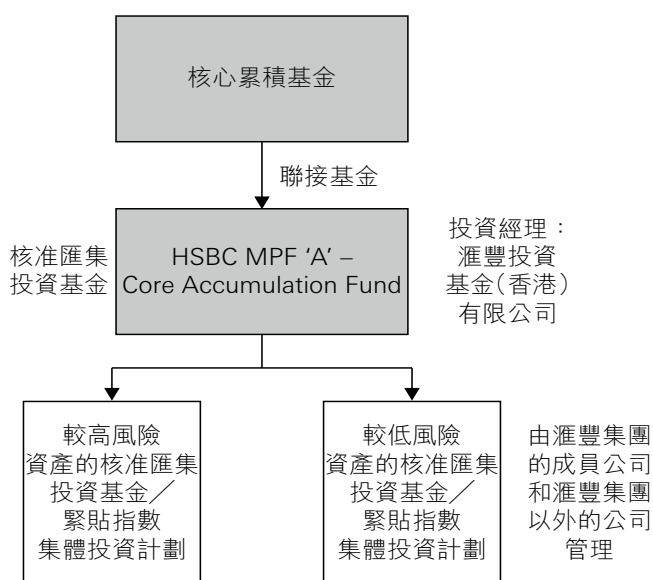 核心累積基金
聯接基金
核准匯集
投資基金
HSBC MPF ‘A’ –
Core Accumulation Fund
投資經理：
滙豐投資
基金(香港)
有限公司
較高風險
資產的核准匯集
投資基金／
緊貼指數
集體投資計劃
較低風險
資產的核准匯集
投資基金／
緊貼指數
集體投資計劃
由滙豐集團
的成員公司
和滙豐集團
以外的公司
管理